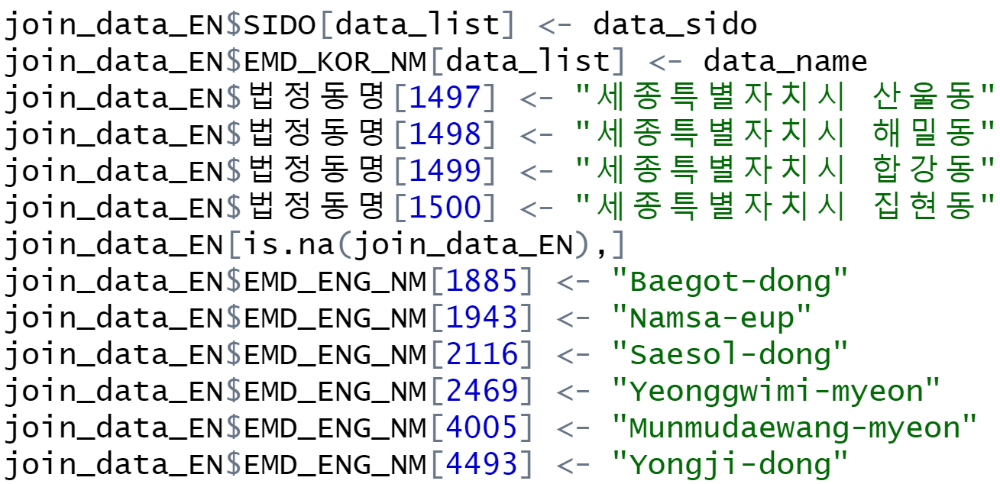 join_data_EN$SIDO[data_list] <- data_sido
join_data_EN$EMD_KOR_NM[data_list] <- data_name
join_data_EN$법정동명[1497] <- "세종특별자치시 산울동"
join_data_EN$법정동명[1498] <- "세종특별자치시 해밀동"
join_data_EN$법정동명[1499] <- "세종특별자치시 합강동"
join_data_EN$법정동명[1500] <- "세종특별자치시 집현동"
join_data_EN[is.na(join_data_EN),]
join_data_EN$EMD_ENG_NM[1885] <- "Baegot-dong"
join_data_EN$EMD_ENG_NM[1943] <- "Namsa-eup"
join_data_EN$EMD_ENG_NM[2116] <- "Saesol-dong"
join_data_EN$EMD_ENG_NM[2469] <- "Yeonggwimi-myeon"
join_data_EN$EMD_ENG_NM[4005] <- "Munmudaewang-myeon"
join_data_EN$EMD_ENG_NM[4493] <- "Yongji-dong"